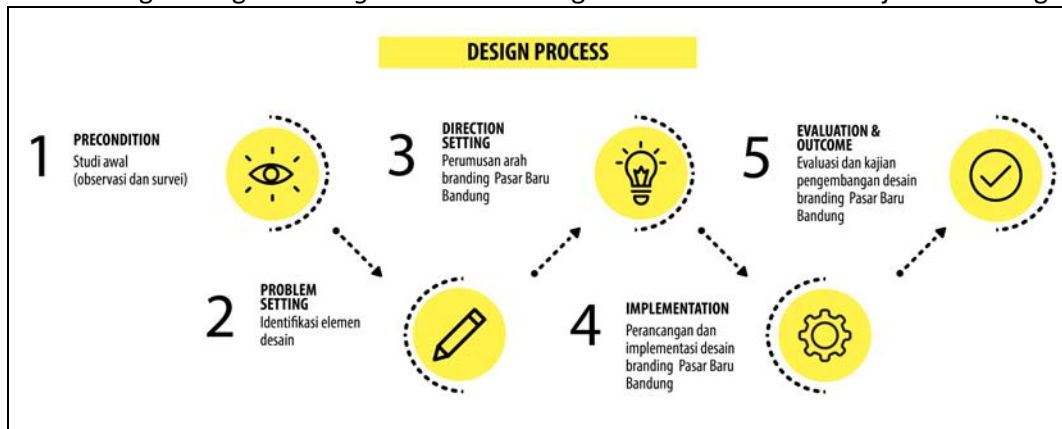 DESIGN PROCESS
1
PRECONDITION
Studi awal
(observasi dan survei)
2
PROBLEM
SETTING
Identifikasi elemen
desain
3
DIRECTION
SETTING
Perumusan arah
branding Pasar Baru
Bandung
4
IMPLEMENTATION
Perancangan dan
implementasi desain
branding Pasar Baru
Bandung
5
EVALUATION &
OUTCOME
Evaluasi dan kajian
pengembangan desain
branding Pasar Baru
Bandung